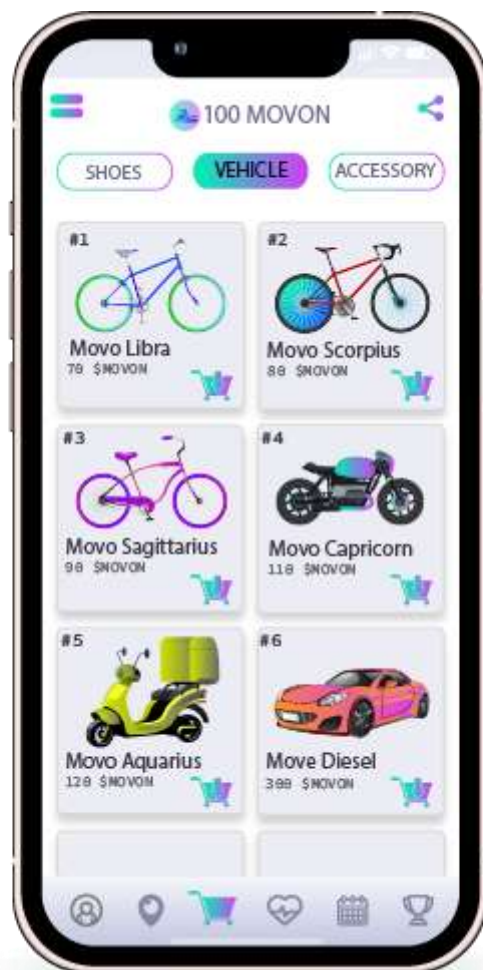 100 MOVON
SHOES
VEHICLE
ACCESSORY
#1
Movo Libra
70 $MOVON
#2
Movo Scorpius
80 $MOVON
#3
Movo Sagittarius
90 $MOVON
#4
Movo Capricorn
110 $MOVON
#5
Movo Aquarius
120 $MOVON
#6
Move Diesel
300 $MOVON